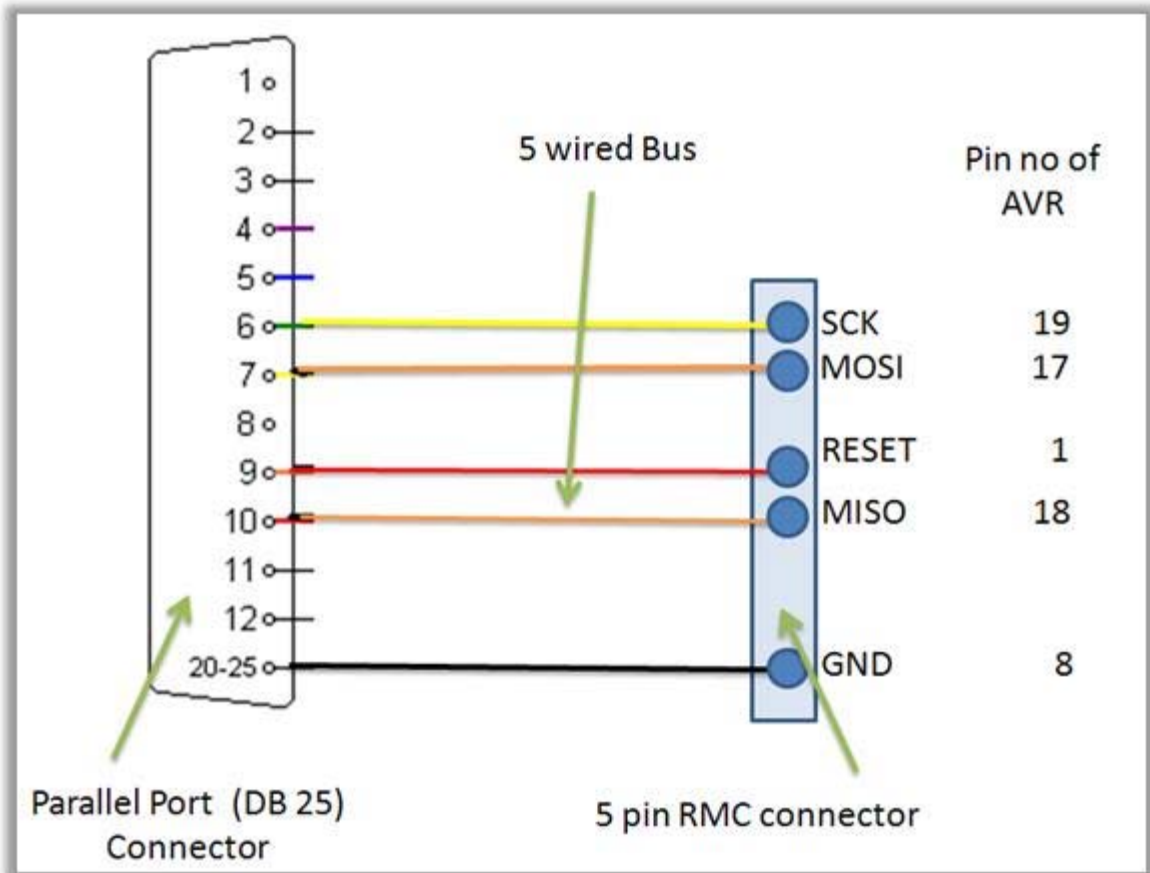 1
2
3
4
5
6
7
8
9
10
11
12
20-25
5 wired Bus
Pin no of
AVR
SCK 19
MOSI 17
RESET 1
MISO 18
GND 8
Parallel Port (DB 25)
Connector
5 pin RMC connector